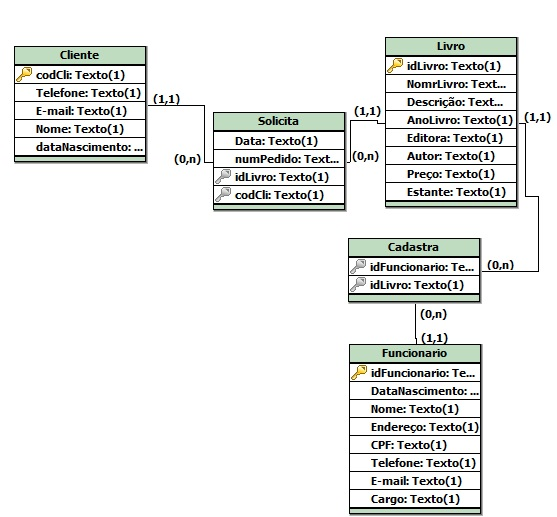 Cliente
codCli: Texto(1)
Telefone: Texto(1)
E-mail: Texto(1)
Nome: Texto(1)
dataNascimento: ...
(1,1)
(0,n)
Solicita
Data: Texto(1)
numPedido: Text...
idLivro: Texto(1)
codCli: Texto(1)
(1,1)
(0,n)
Livro
idLivro: Texto(1)
NomrLivro: Text...
Descrição: Text...
AnoLivro: Texto(1)
Editora: Texto(1)
Autor: Texto(1)
Preço: Texto(1)
Estante: Texto(1)
(1,1)
(0,n)
Cadastra
idFuncionario: Te...
idLivro: Texto(1)
(0,n)
(1,1)
Funcionario
idFuncionario: Te...
DataNascimento: ...
Nome: Texto(1)
Endereço: Texto(1)
CPF: Texto(1)
Telefone: Texto(1)
E-mail: Texto(1)
Cargo: Texto(1)